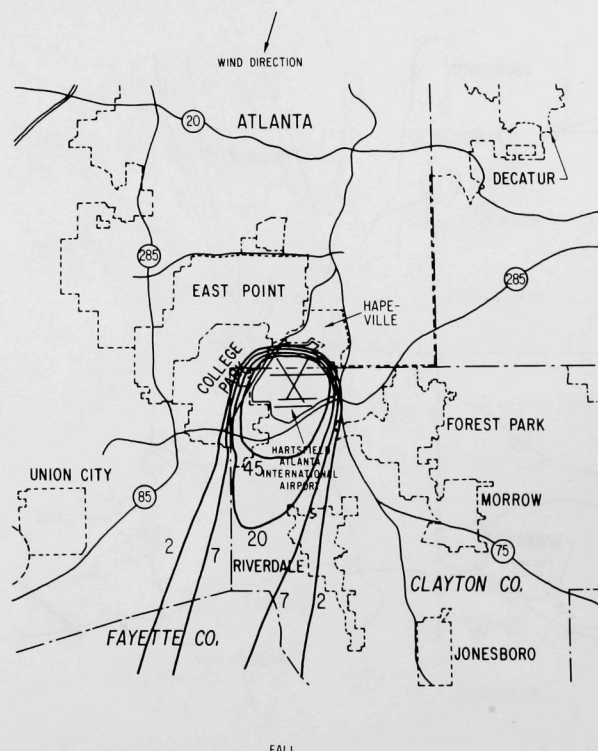 WIND DIRECTION
20
ATLANTA
DECATUR
285
285
EAST POINT
HAPE-
VILLE
COLLEGE
PARK
FOREST PARK
HARTSFIELD
ATLANTA
INTERNATIONAL
AIRPORT
45
UNION CITY
85
MORROW
20
2
7
75
RIVERDALE
CLAYTON CO.
7
2
FAYETTE CO.
JONESBORO
FALL